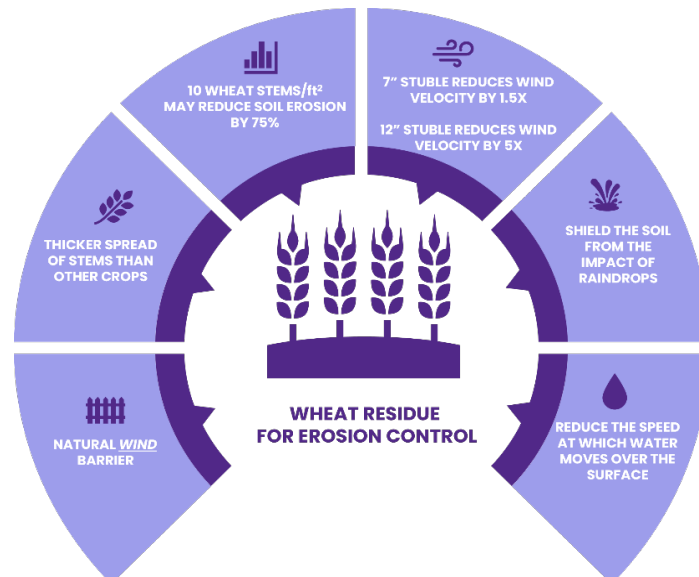 10 WHEAT STEMS/ft²
MAY REDUCE SOIL EROSION
BY 75%
7” STUBLE REDUCES WIND
VELOCITY BY 1.5X
12” STUBLE REDUCES WIND
VELOCITY BY 5X
THICKER SPREAD
OF STEMS THAN
OTHER CROPS
SHIELD THE SOIL
FROM THE
IMPACT OF
RAINDROPS
NATURAL WIND
BARRIER
WHEAT RESIDUE
FOR EROSION CONTROL
REDUCE THE SPEED
AT WHICH WATER
MOVES OVER THE
SURFACE